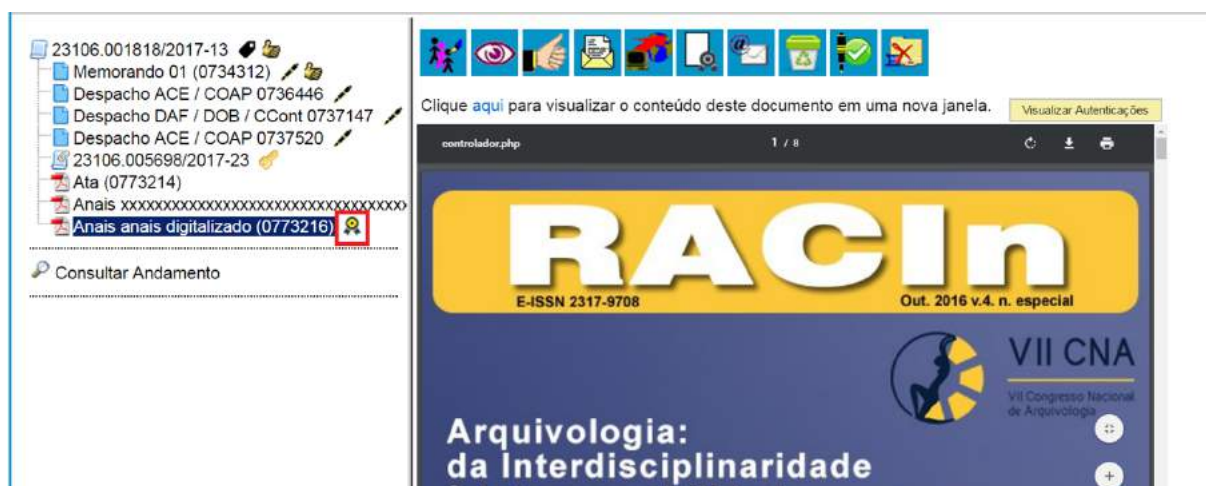 23106.001818/2017-13
Memorando 01 (0734312)
Despacho ACE / COAP 0736446
Despacho DAF / DOB / CCont 0737147
Despacho ACE / COAP 0737520
23106.005698/2017-23
Ata (0773214)
Anais xxxxxxxxxxxxxxxxxxxxxxxxxxxxxxxxxxx
Anais anais digitalizado (0773216)
Consultar Andamento
Clique aqui para visualizar o conteúdo deste documento em uma nova janela.
Visualizar Autenticações
controlador.php
1 / 8
RACIn
E-ISSN 2317-9708
Out. 2016 v.4. n. especial
VII CNA
VII Congresso Nacional
de Arquivologia
Arquivologia:
da Interdisciplinaridade